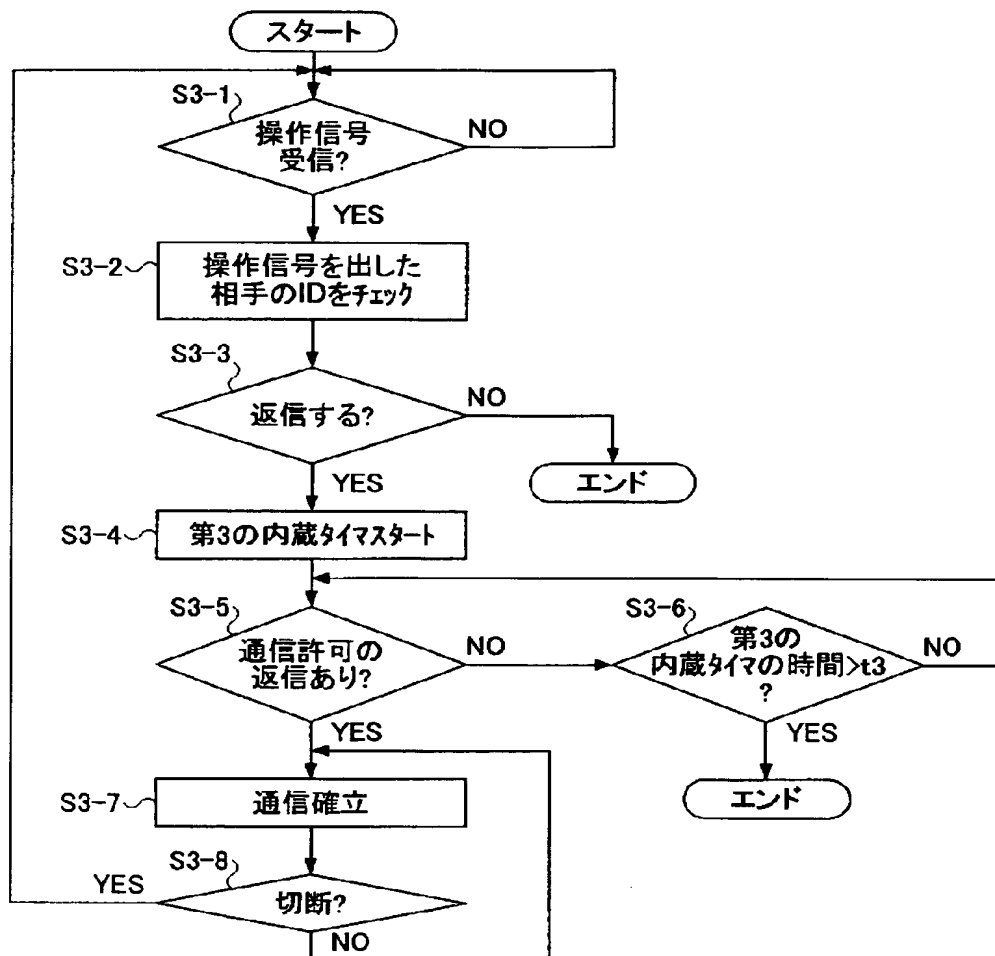 スタート
S3-1
操作信号
受信?
NO
YES
S3-2
操作信号を出した
相手のIDをチェック
S3-3
返信する?
NO
YES
エンド
S3-4
第3の内蔵タイマスタート
S3-5
通信許可の
返信あり?
NO
YES
S3-6
第3の
内蔵タイマの時間>t3
?
NO
YES
エンド
S3-7
通信確立
S3-8
切断?
YES
NO